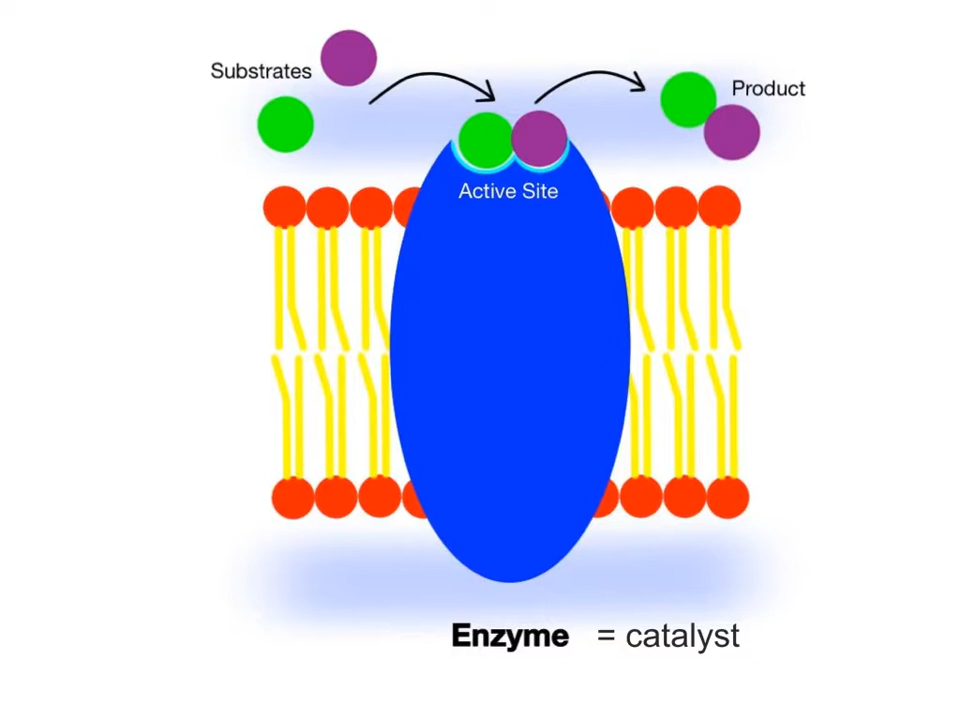 Substrates
Product
Active Site
Enzyme = catalyst